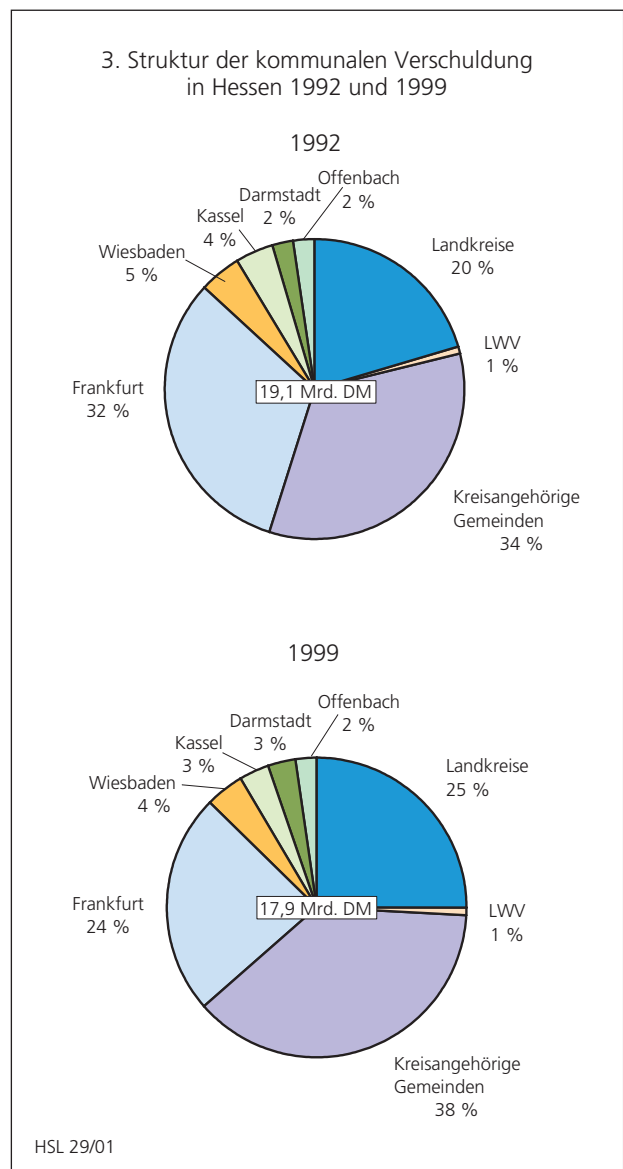 3. Struktur der kommunalen Verschuldung
in Hessen 1992 und 1999
1992
Offenbach
2 %
Darmstadt
2 %
Kassel
4 %
Wiesbaden
5 %
Landkreise
20 %
LWV
1 %
Frankfurt
32 %
19,1 Mrd. DM
Kreisangehörige
Gemeinden
34 %
1999
Offenbach
2 %
Darmstadt
3 %
Kassel
3 %
Wiesbaden
4 %
Landkreise
25 %
Frankfurt
24 %
17,9 Mrd. DM
LWV
1 %
Kreisangehörige
Gemeinden
38 %
HSL 29/01